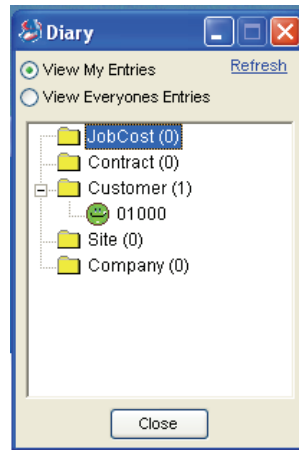 Diary
View My Entries Refresh
View Everyones Entries
JobCost (0)
Contract (0)
Customer (1)
01000
Site (0)
Company (0)
Close